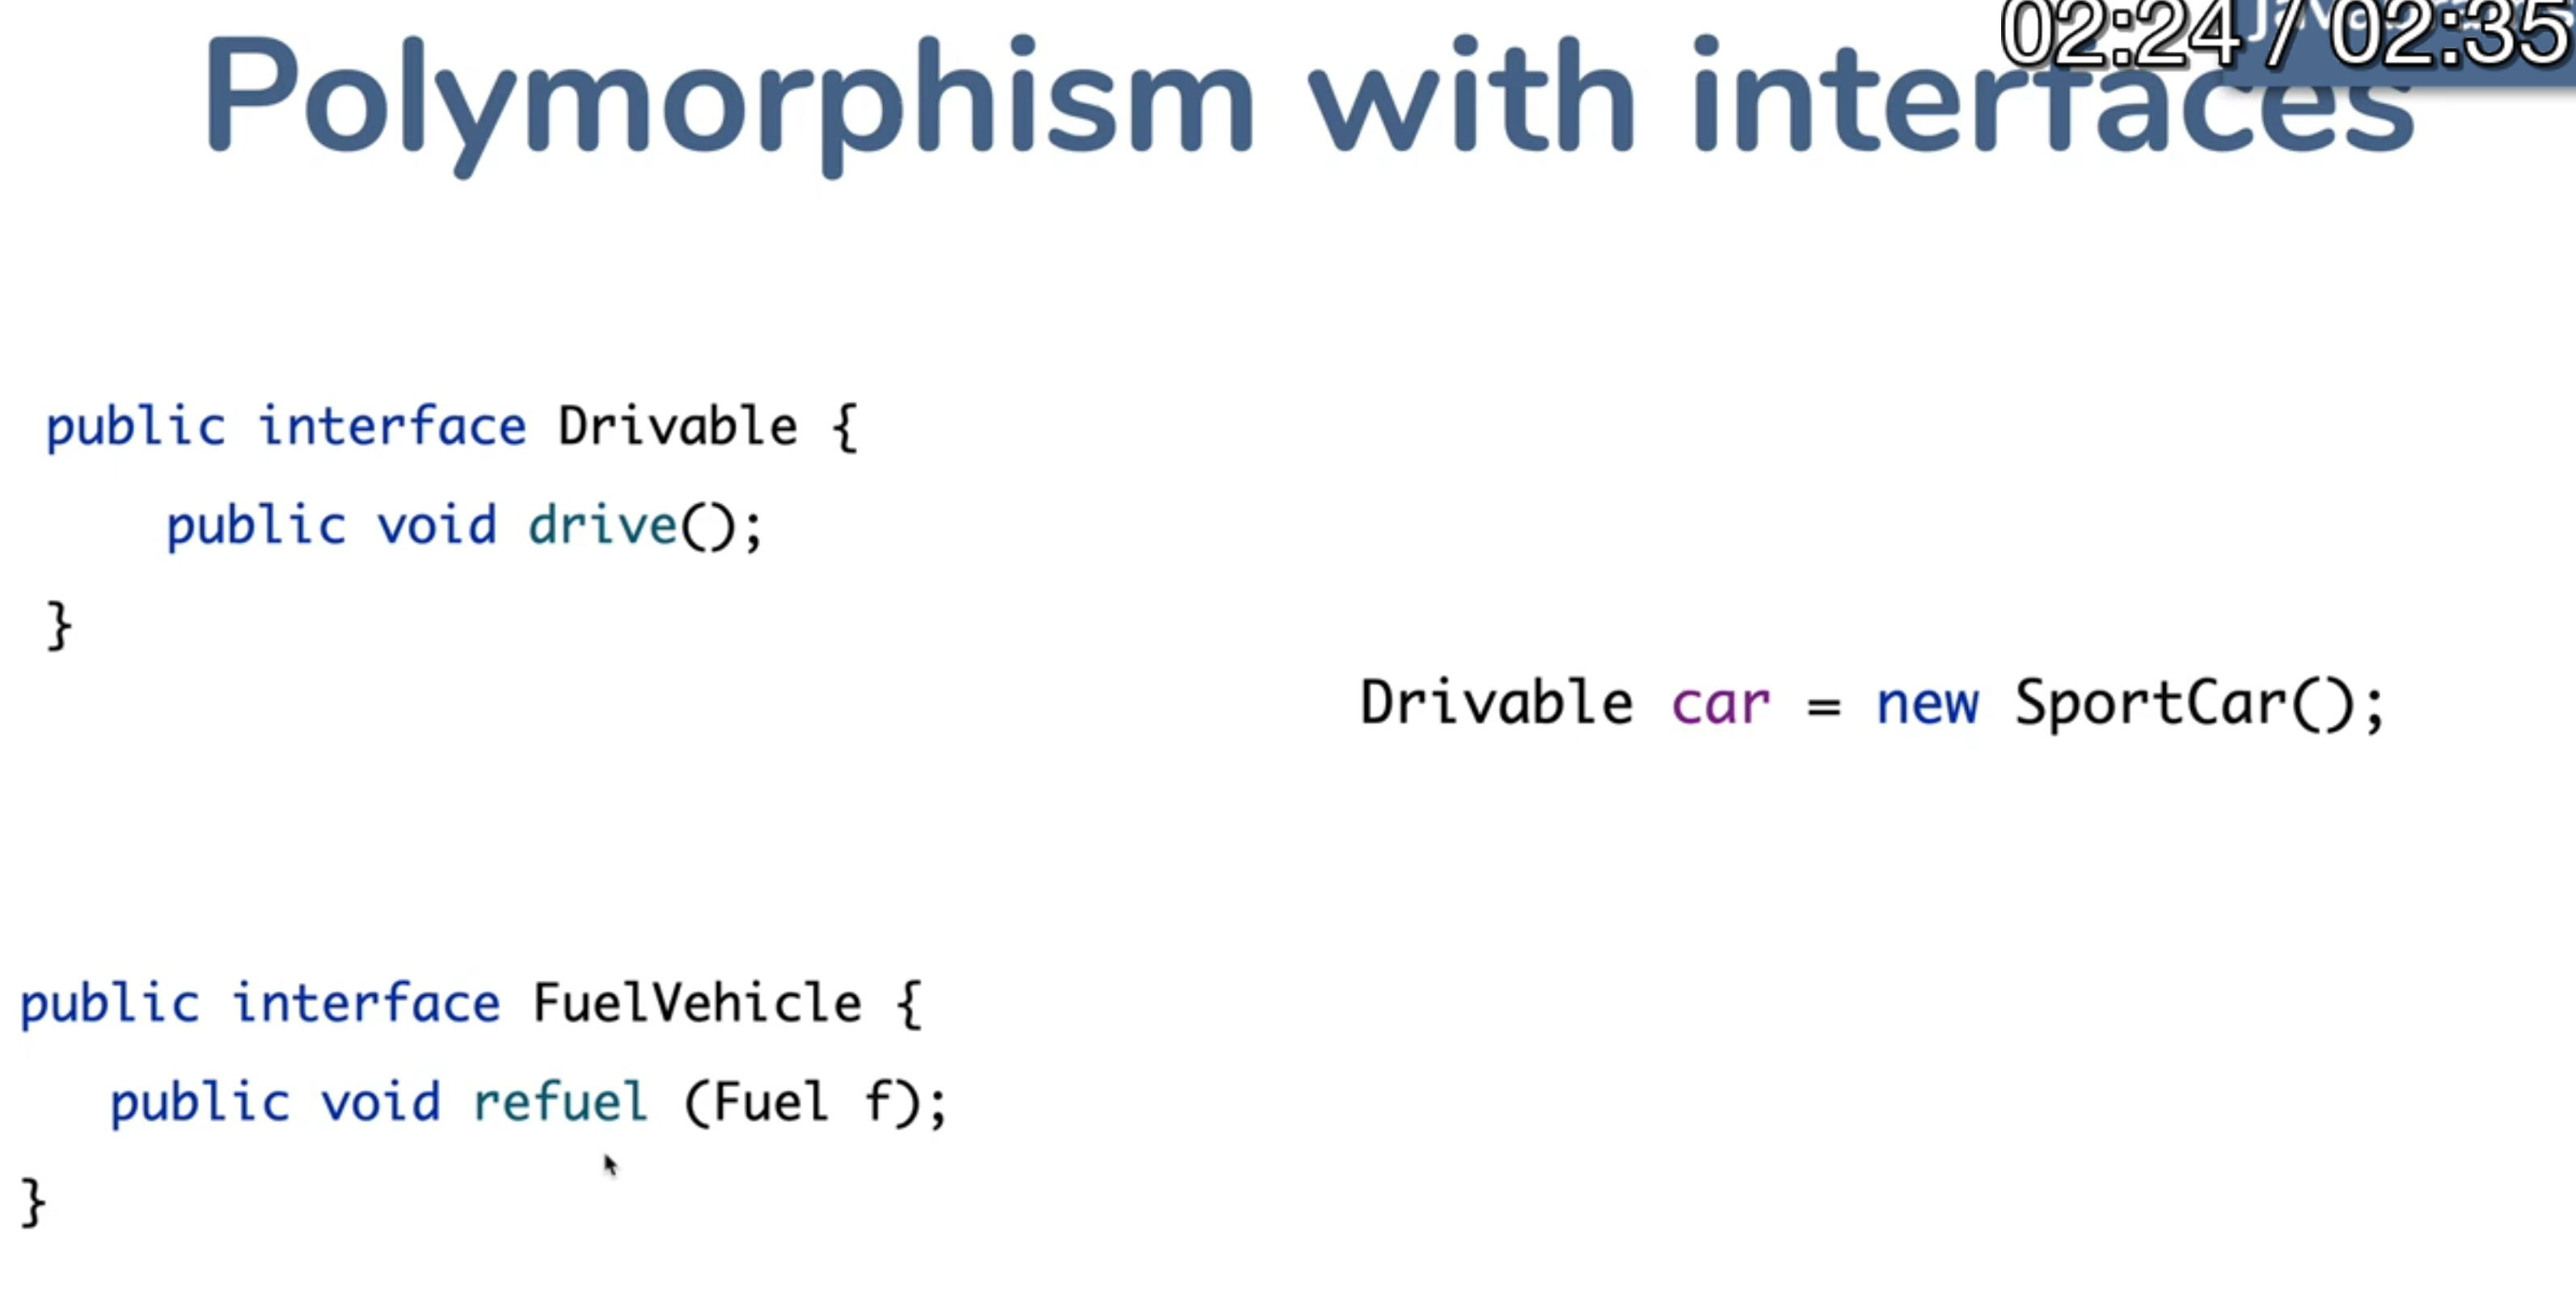 02:24 / 02:35
Polymorphism with interfaces
public interface Drivable {
public void drive();
}
Drivable car = new SportCar();
public interface FuelVehicle {
public void refuel (Fuel f);
}